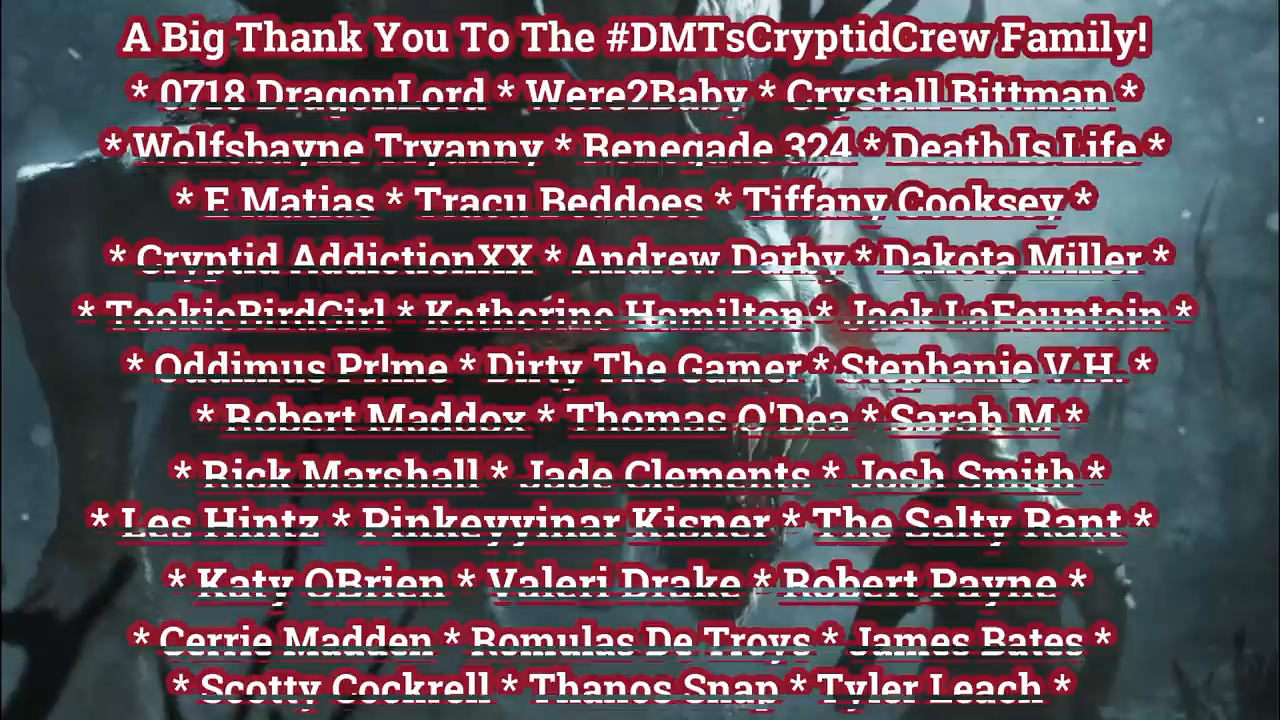 A Big Thank You To The #DMTsCryptidCrew Family!
* 0718 DragonLord * Were2Baby * Crystall Bittman *
* Wolfsbayne Tryanny * Renegade 324 * Death Is Life *
* E Matias * Tracy Beddoes * Tiffany Cooksey *
* Cryptid AddictionXX * Andrew Darby * Dakota Miller *
* TookieBirdGirl * Katherine Hamilton * Jack LaFountain *
* Oddimus Pr!me * Dirty The Gamer * Stephanie V.H. *
* Robert Maddox * Thomas O'Dea * Sarah M *
* Rick Marshall * Jade Clements * Josh Smith *
* Les Hintz * Pinkeyyinar Kisner * The Salty Rant *
* Katy OBrien * Valeri Drake * Robert Payne *
* Cerrie Madden * Romulas De Troys * James Bates *
* Scotty Cockrell * Thanos Snap * Tyler Leach *